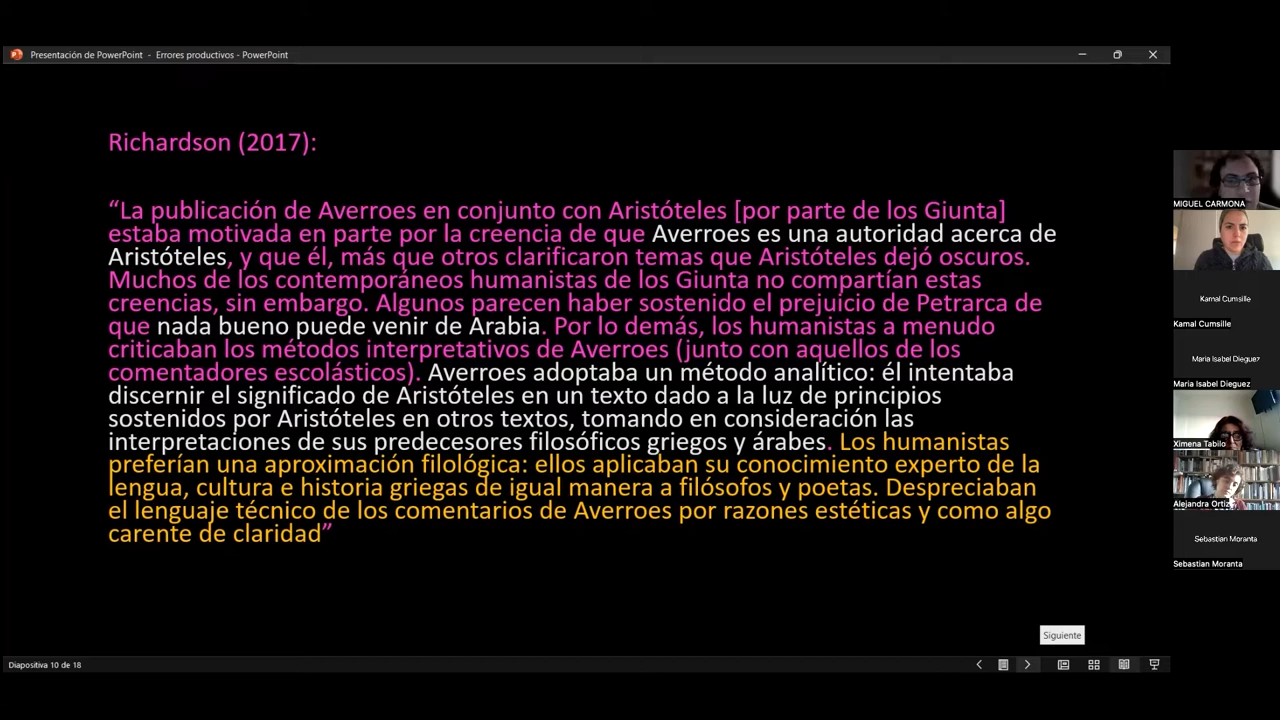 Presentación de PowerPoint - Errores productivos - PowerPoint
Richardson (2017):
“La publicación de Averroes en conjunto con Aristóteles [por parte de los Giunta]
estaba motivada en parte por la creencia de que Averroes es una autoridad acerca de
Aristóteles, y que él, más que otros clarificaron temas que Aristóteles dejó oscuros.
Muchos de los contemporáneos humanistas de los Giunta no compartían estas
creencias, sin embargo. Algunos parecen haber sostenido el prejuicio de Petrarca de
que nada bueno puede venir de Arabia. Por lo demás, los humanistas a menudo
criticaban los métodos interpretativos de Averroes (junto con aquellos de los
comentadores escolásticos). Averroes adoptaba un método analítico: él intentaba
discernir el significado de Aristóteles en un texto dado a la luz de principios
sostenidos por Aristóteles en otros textos, tomando en consideración las
interpretaciones de sus predecesores filosóficos griegos y árabes. Los humanistas
preferían una aproximación filológica: ellos aplicaban su conocimiento experto de la
lengua, cultura e historia griegas de igual manera a filósofos y poetas. Despreciaban
el lenguaje técnico de los comentarios de Averroes por razones estéticas y como algo
carente de claridad”
Siguiente
Diapositiva 10 de 18
MIGUEL CARMONA
Kamal Cumsille
Kamal Cumsille
Maria Isabel Dieguez
Maria Isabel Dieguez
Ximena Tabilo
Alejandra Ortiz
Sebastian Moranta
Sebastian Moranta